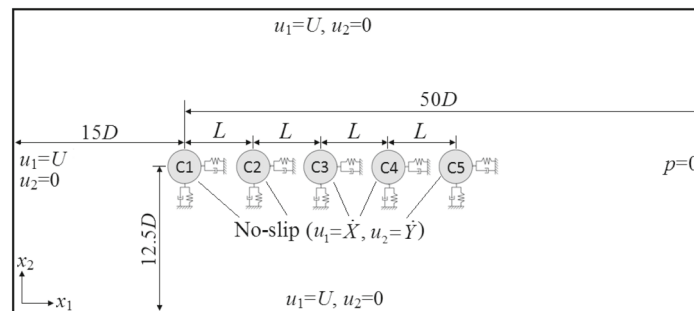 u₁=U, u₂=0
50D
15D
L L L L
u₁=U
u₂=0
C1 C2 C3 C4 C5
p=0
No-slip (u₁=Ẋ, u₂=Ẏ)
12.5D
x₂
x₁
u₁=U, u₂=0